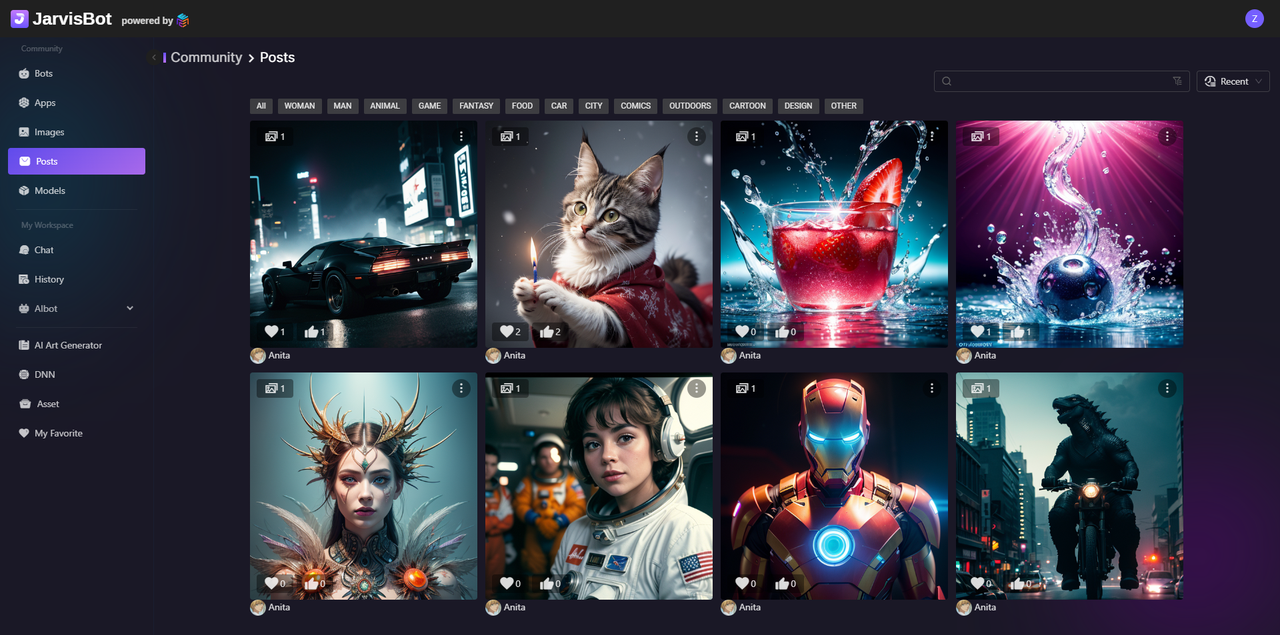 JarvisBot powered by
Z
Community
Bots
Apps
Images
Posts
Models
My Workspace
Chat
History
AIbot
AI Art Generator
DNN
Asset
My Favorite
Community > Posts
Recent
All WOMAN MAN ANIMAL GAME FANTASY FOOD CAR CITY COMICS OUTDOORS CARTOON DESIGN OTHER
1
1
1
1
1 1
2 2
0 0
1 1
Anita
Anita
Anita
Anita
1
1
1
1
0 0
0 0
0 0
0 0
Anita
Anita
Anita
Anita